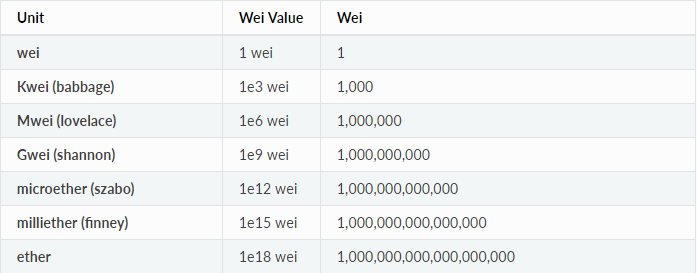 Unit Wei Value Wei
wei 1 wei 1
Kwei (babbage) 1e3 wei 1,000
Mwei (lovelace) 1e6 wei 1,000,000
Gwei (shannon) 1e9 wei 1,000,000,000
microether (szabo) 1e12 wei 1,000,000,000,000
milliether (finney) 1e15 wei 1,000,000,000,000,000
ether 1e18 wei 1,000,000,000,000,000,000